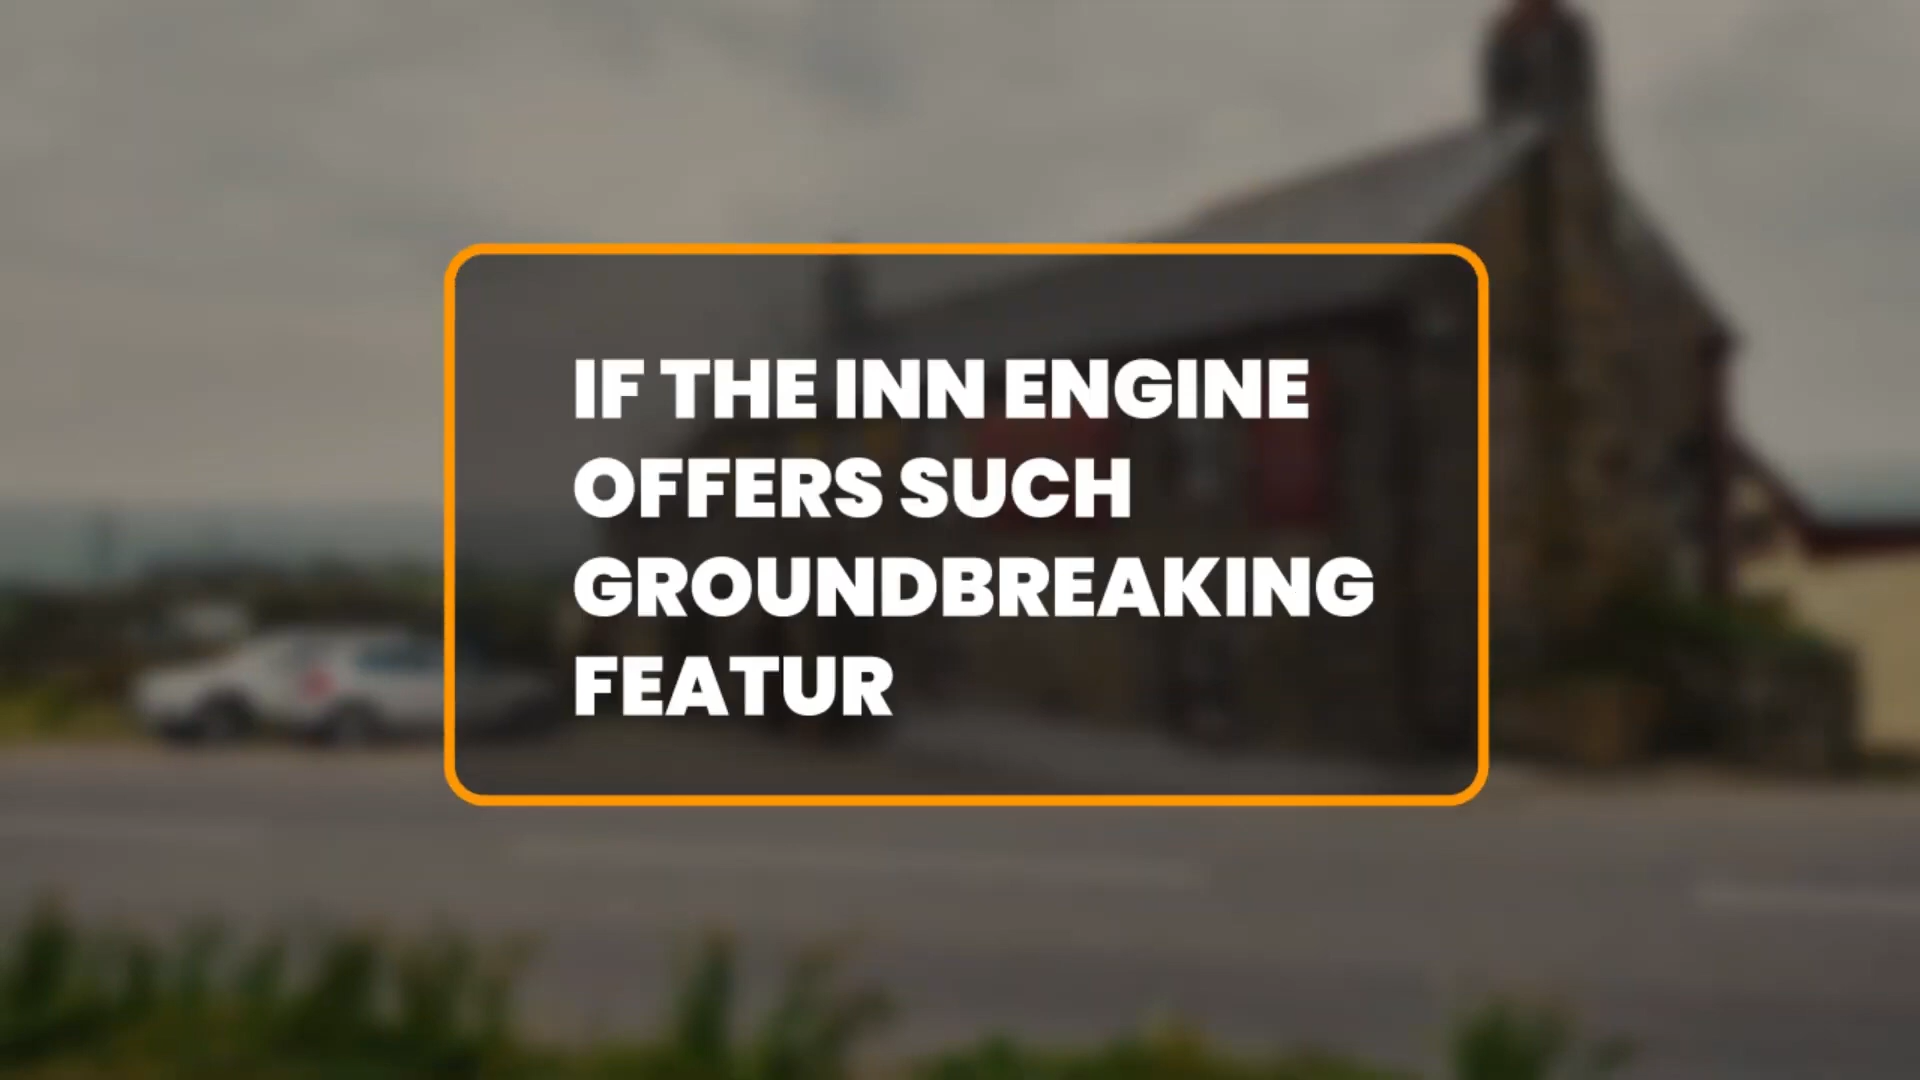 IF THE INN ENGINE
OFFERS SUCH
GROUNDBREAKING
FEATUR